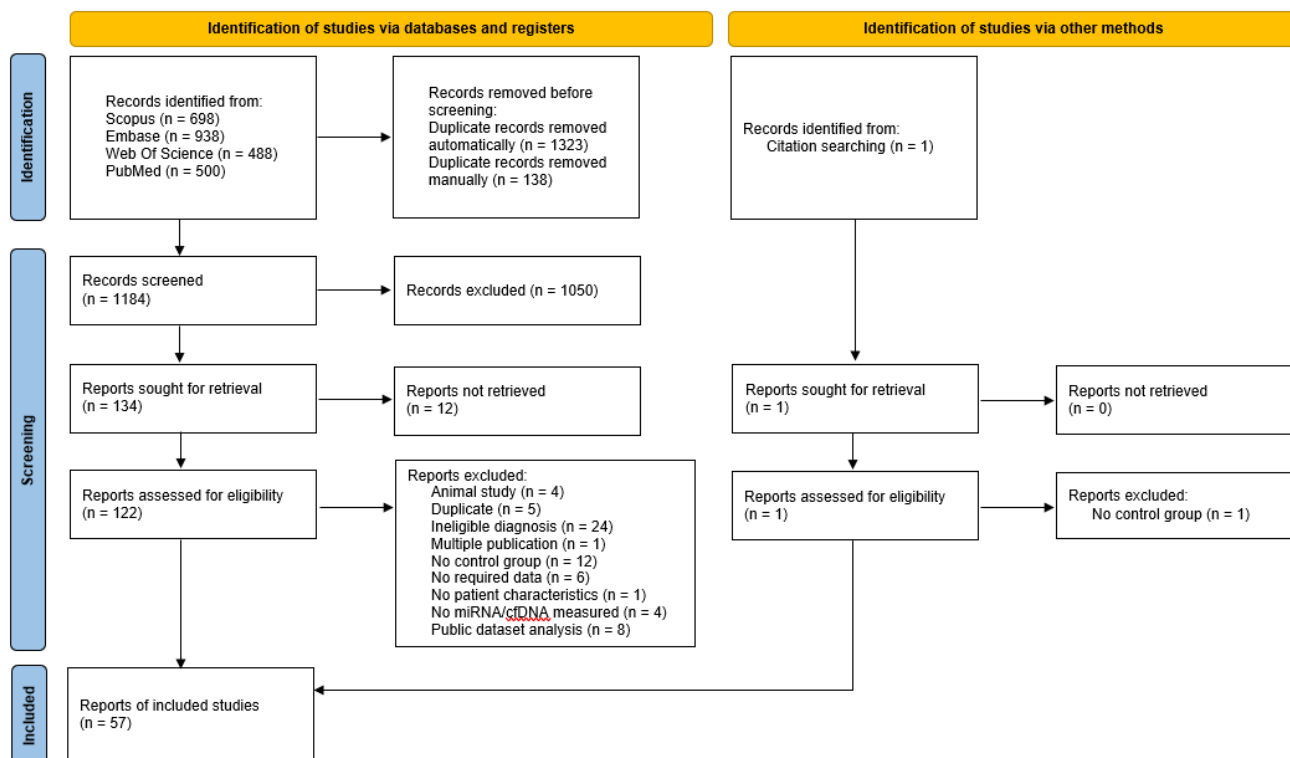 Identification of studies via databases and registers
Identification of studies via other methods
Identification
Records identified from:
Scopus (n = 698)
Embase (n = 938)
Web Of Science (n = 488)
PubMed (n = 500)
Records removed before
screening:
Duplicate records removed
automatically (n = 1323)
Duplicate records removed
manually (n = 138)
Records identified from:
Citation searching (n = 1)
Screening
Records screened
(n = 1184)
Records excluded (n = 1050)
Reports sought for retrieval
(n = 134)
Reports not retrieved
(n = 12)
Reports sought for retrieval
(n = 1)
Reports not retrieved
(n = 0)
Reports assessed for eligibility
(n = 122)
Reports excluded:
Animal study (n = 4)
Duplicate (n = 5)
Ineligible diagnosis (n = 24)
Multiple publication (n = 1)
No control group (n = 12)
No required data (n = 6)
No patient characteristics (n = 1)
No miRNA/cfDNA measured (n = 4)
Public dataset analysis (n = 8)
Reports assessed for eligibility
(n = 1)
Reports excluded:
No control group (n = 1)
Included
Reports of included studies
(n = 57)